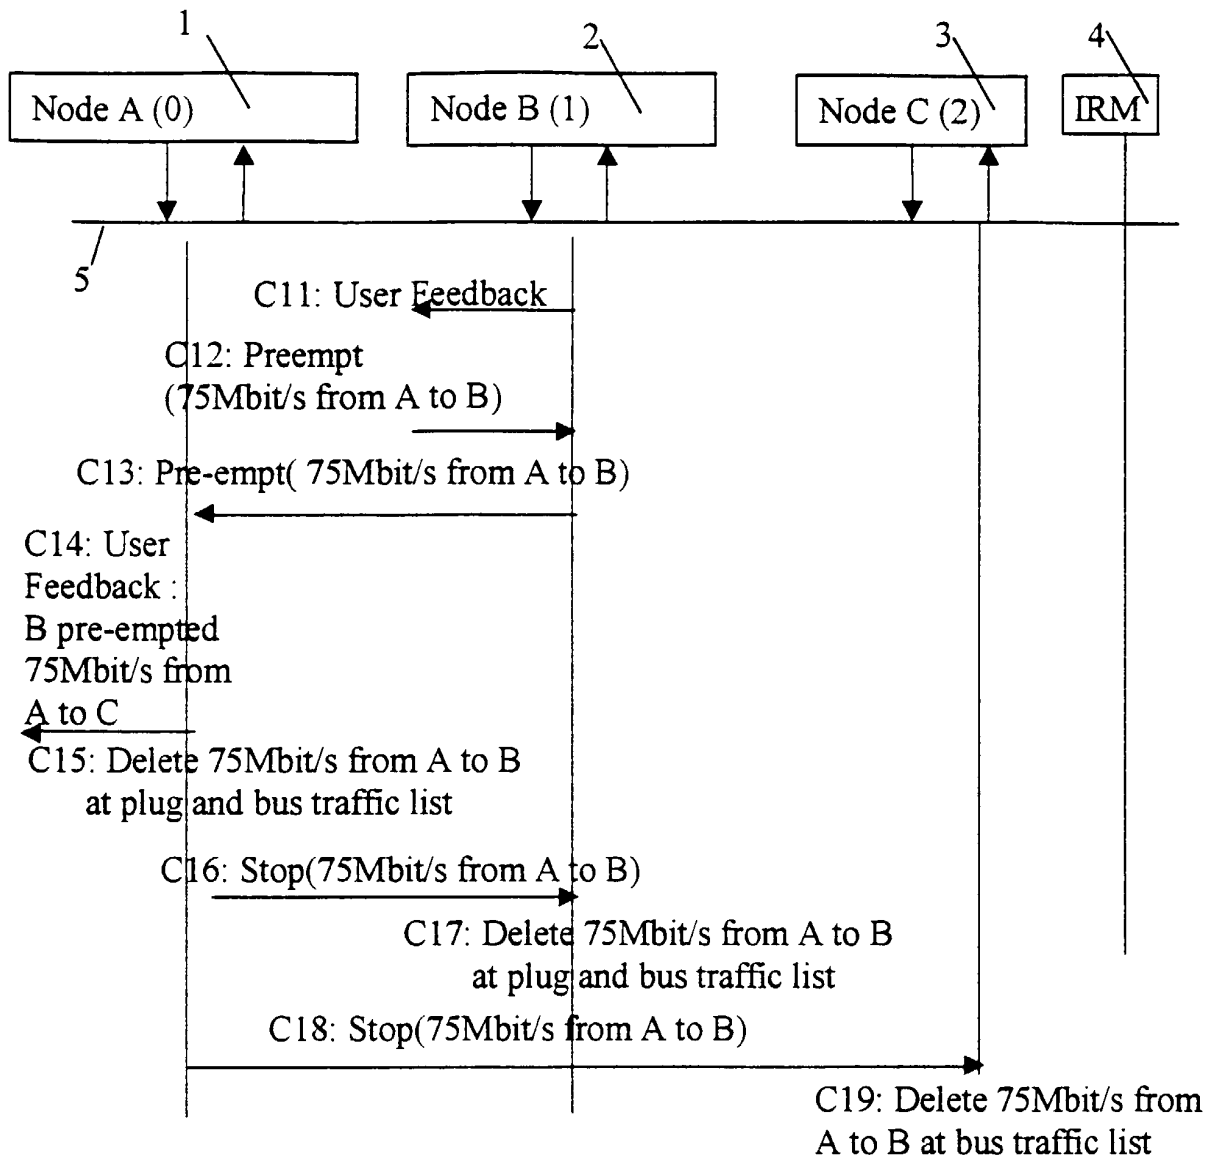 1
2
3
4
Node A (0)
Node B (1)
Node C (2)
IRM
5
C11: User Feedback
C12: Preempt
(75Mbit/s from A to B)
C13: Pre-empt( 75Mbit/s from A to B)
C14: User
Feedback :
B pre-empted
75Mbit/s from
A to C
C15: Delete 75Mbit/s from A to B
at plug and bus traffic list
C16: Stop(75Mbit/s from A to B)
C17: Delete 75Mbit/s from A to B
at plug and bus traffic list
C18: Stop(75Mbit/s from A to B)
C19: Delete 75Mbit/s from
A to B at bus traffic list